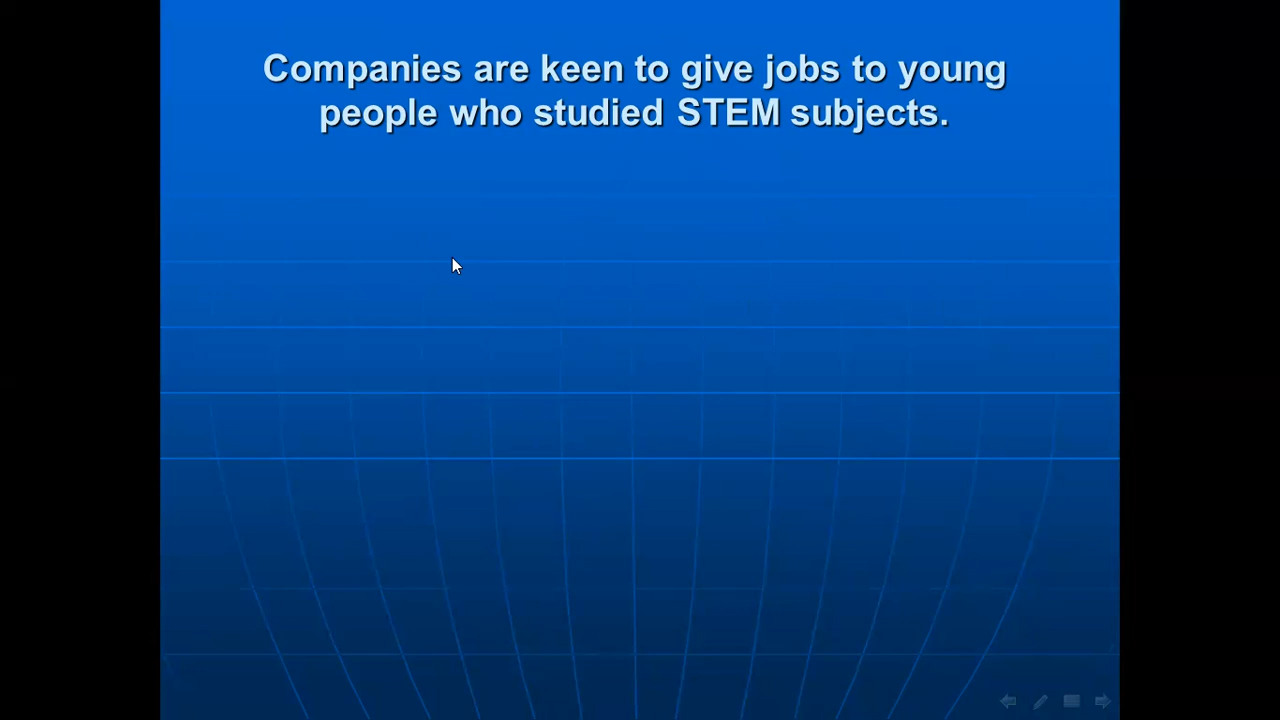 Companies are keen to give jobs to young
people who studied STEM subjects.